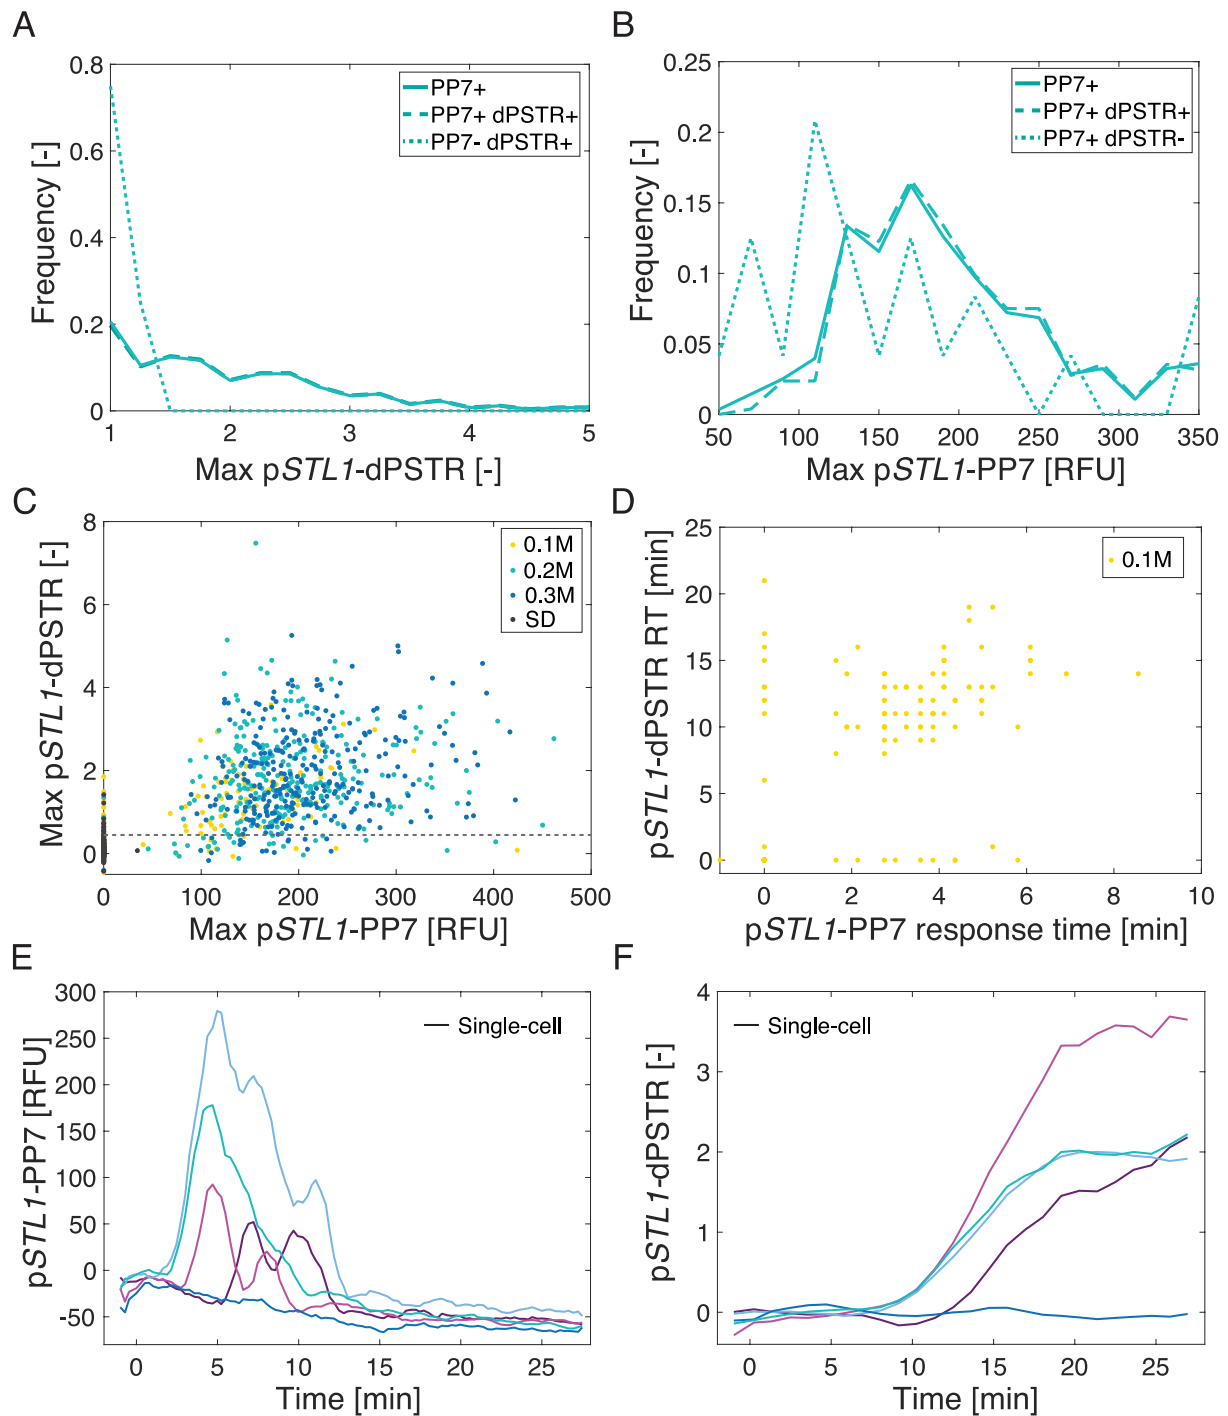 A
0.8
0.6
0.4
0.2
0
Frequency [-]
PP7+
PP7+ dPSTR+
PP7- dPSTR+
1
2
3
4
5
Max pSTL1-dPSTR [-]
B
0.25
0.2
0.15
0.1
0.05
0
Frequency [-]
PP7+
PP7+ dPSTR+
PP7+ dPSTR-
50
100
150
200
250
300
350
Max pSTL1-PP7 [RFU]
C
8
6
4
2
0
Max pSTL1-dPSTR [-]
0.1M
0.2M
0.3M
SD
0
100
200
300
400
500
Max pSTL1-PP7 [RFU]
D
25
20
15
10
5
0
pSTL1-dPSTR RT [min]
0.1M
0
2
4
6
8
10
pSTL1-PP7 response time [min]
E
300
250
200
150
100
50
0
-50
pSTL1-PP7 [RFU]
Single-cell
0
5
10
15
20
25
Time [min]
F
4
3
2
1
0
pSTL1-dPSTR [-]
Single-cell
0
5
10
15
20
25
Time [min]